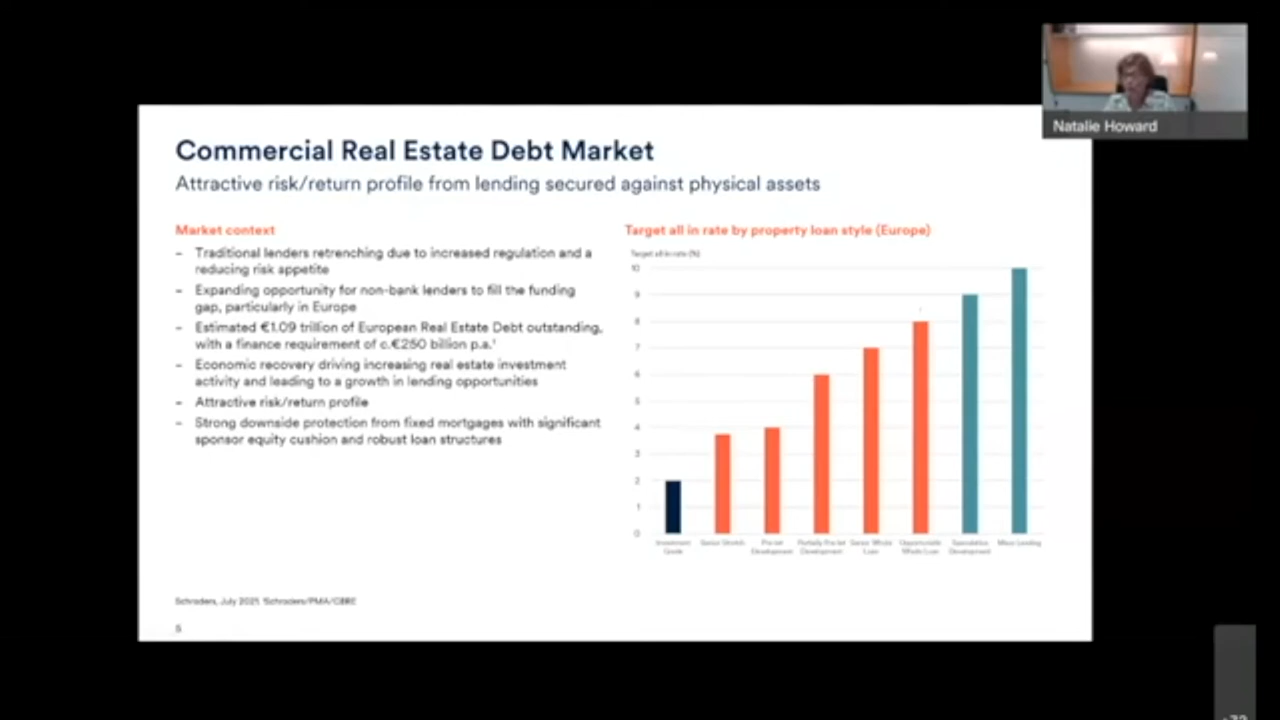 Natalie Howard
Commercial Real Estate Debt Market
Attractive risk/return profile from lending secured against physical assets
Market context
– Traditional lenders retrenching due to increased regulation and a
reducing risk appetite
– Expanding opportunity for non-bank lenders to fill the funding
gap, particularly in Europe
– Estimated €1.09 trillion of European Real Estate Debt outstanding,
with a finance requirement of c.€250 billion p.a.¹
– Economic recovery driving increasing real estate investment
activity and leading to a growth in lending opportunities
– Attractive risk/return profile
– Strong downside protection from fixed mortgages with significant
sponsor equity cushion and robust loan structures
Target all in rate by property loan style (Europe)
Target all in rate (%)
10
9
8
7
6
5
4
3
2
1
0
Investment
Grade
Senior Stretch
Pre-let
Development
Partially Pre-let
Development
Senior Whole
Loan
Opportunistic
Whole Loan
Speculative
Development
Mezz Lending
Schroders, July 2021. ¹Schroders/PMA/CBRE
5